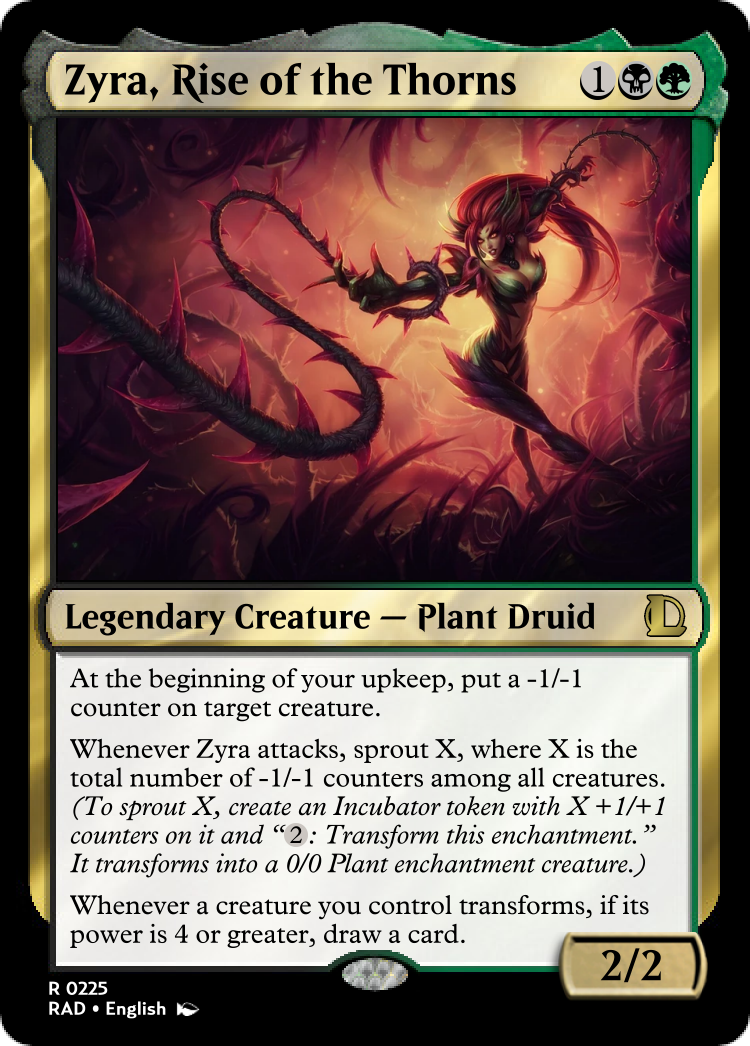 Zyra, Rise of the Thorns 1
Legendary Creature — Plant Druid
At the beginning of your upkeep, put a -1/-1
counter on target creature.
Whenever Zyra attacks, sprout X, where X is the
total number of -1/-1 counters among all creatures.
(To sprout X, create an Incubator token with X +1/+1
counters on it and “2: Transform this enchantment.”
It transforms into a 0/0 Plant enchantment creature.)
Whenever a creature you control transforms, if its
power is 4 or greater, draw a card.
2/2
R 0225
RAD • English